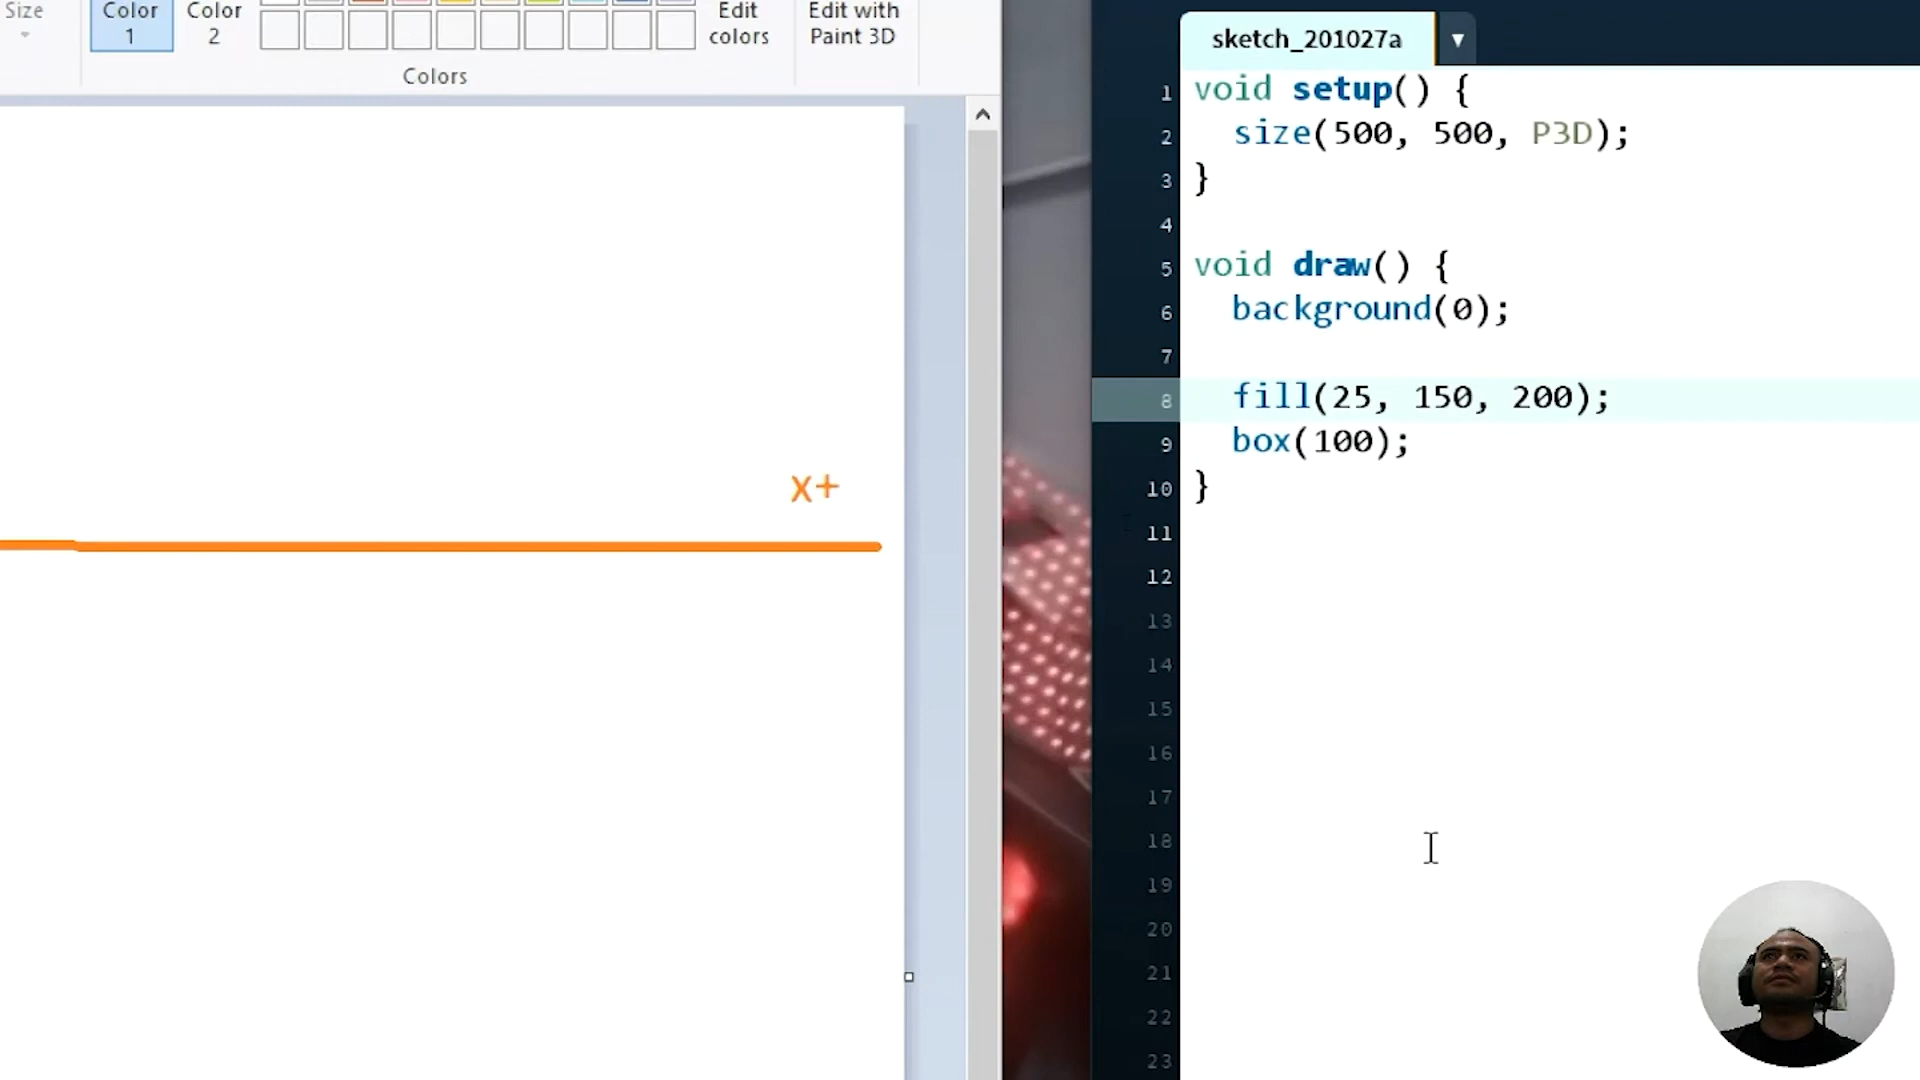 Size
Color
1
Color
2
Edit
colors
Edit with
Paint 3D
Colors
x+
sketch_201027a
1 void setup() {
2 size(500, 500, P3D);
3 }
4
5 void draw() {
6 background(0);
7
8 fill(25, 150, 200);
9 box(100);
10 }
11
12
13
14
15
16
17
18
19
20
21
22
23